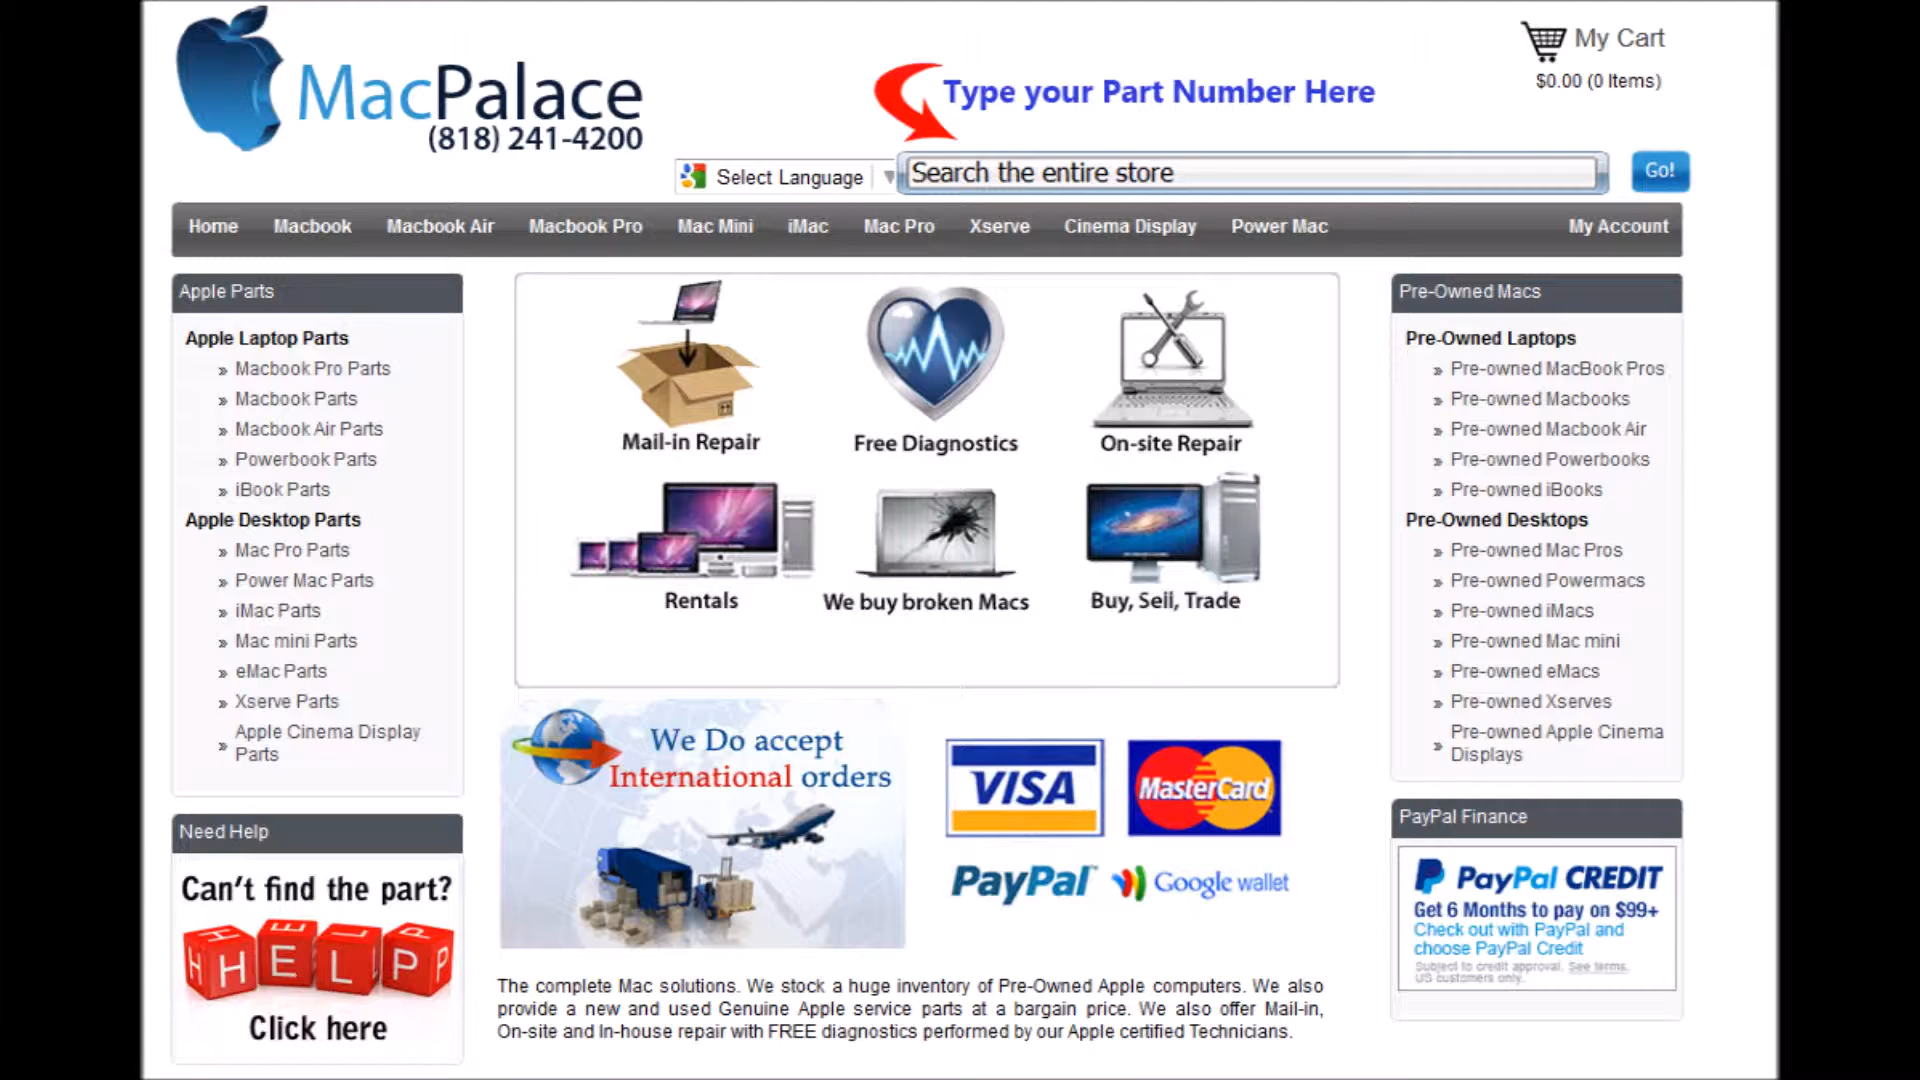 MacPalace
(818) 241-4200
Type your Part Number Here
My Cart
$0.00 (0 Items)
Select Language
Search the entire store
Go!
Home Macbook Macbook Air Macbook Pro Mac Mini iMac Mac Pro Xserve Cinema Display Power Mac My Account
Apple Parts
Apple Laptop Parts
» Macbook Pro Parts
» Macbook Parts
» Macbook Air Parts
» Powerbook Parts
» iBook Parts
Apple Desktop Parts
» Mac Pro Parts
» Power Mac Parts
» iMac Parts
» Mac mini Parts
» eMac Parts
» Xserve Parts
» Apple Cinema Display
Parts
Need Help
Can't find the part?
HELP
Click here
Mail-in Repair
Free Diagnostics
On-site Repair
Rentals
We buy broken Macs
Buy, Sell, Trade
We Do accept
International orders
VISA
MasterCard
PayPal
Google wallet
The complete Mac solutions. We stock a huge inventory of Pre-Owned Apple computers. We also
provide a new and used Genuine Apple service parts at a bargain price. We also offer Mail-in,
On-site and In-house repair with FREE diagnostics performed by our Apple certified Technicians.
Pre-Owned Macs
Pre-Owned Laptops
» Pre-owned MacBook Pros
» Pre-owned Macbooks
» Pre-owned Macbook Air
» Pre-owned Powerbooks
» Pre-owned iBooks
Pre-Owned Desktops
» Pre-owned Mac Pros
» Pre-owned Powermacs
» Pre-owned iMacs
» Pre-owned Mac mini
» Pre-owned eMacs
» Pre-owned Xserves
» Pre-owned Apple Cinema
Displays
PayPal Finance
PayPal CREDIT
Get 6 Months to pay on $99+
Check out with PayPal and
choose PayPal Credit
Subject to credit approval. See terms.
US customers only.